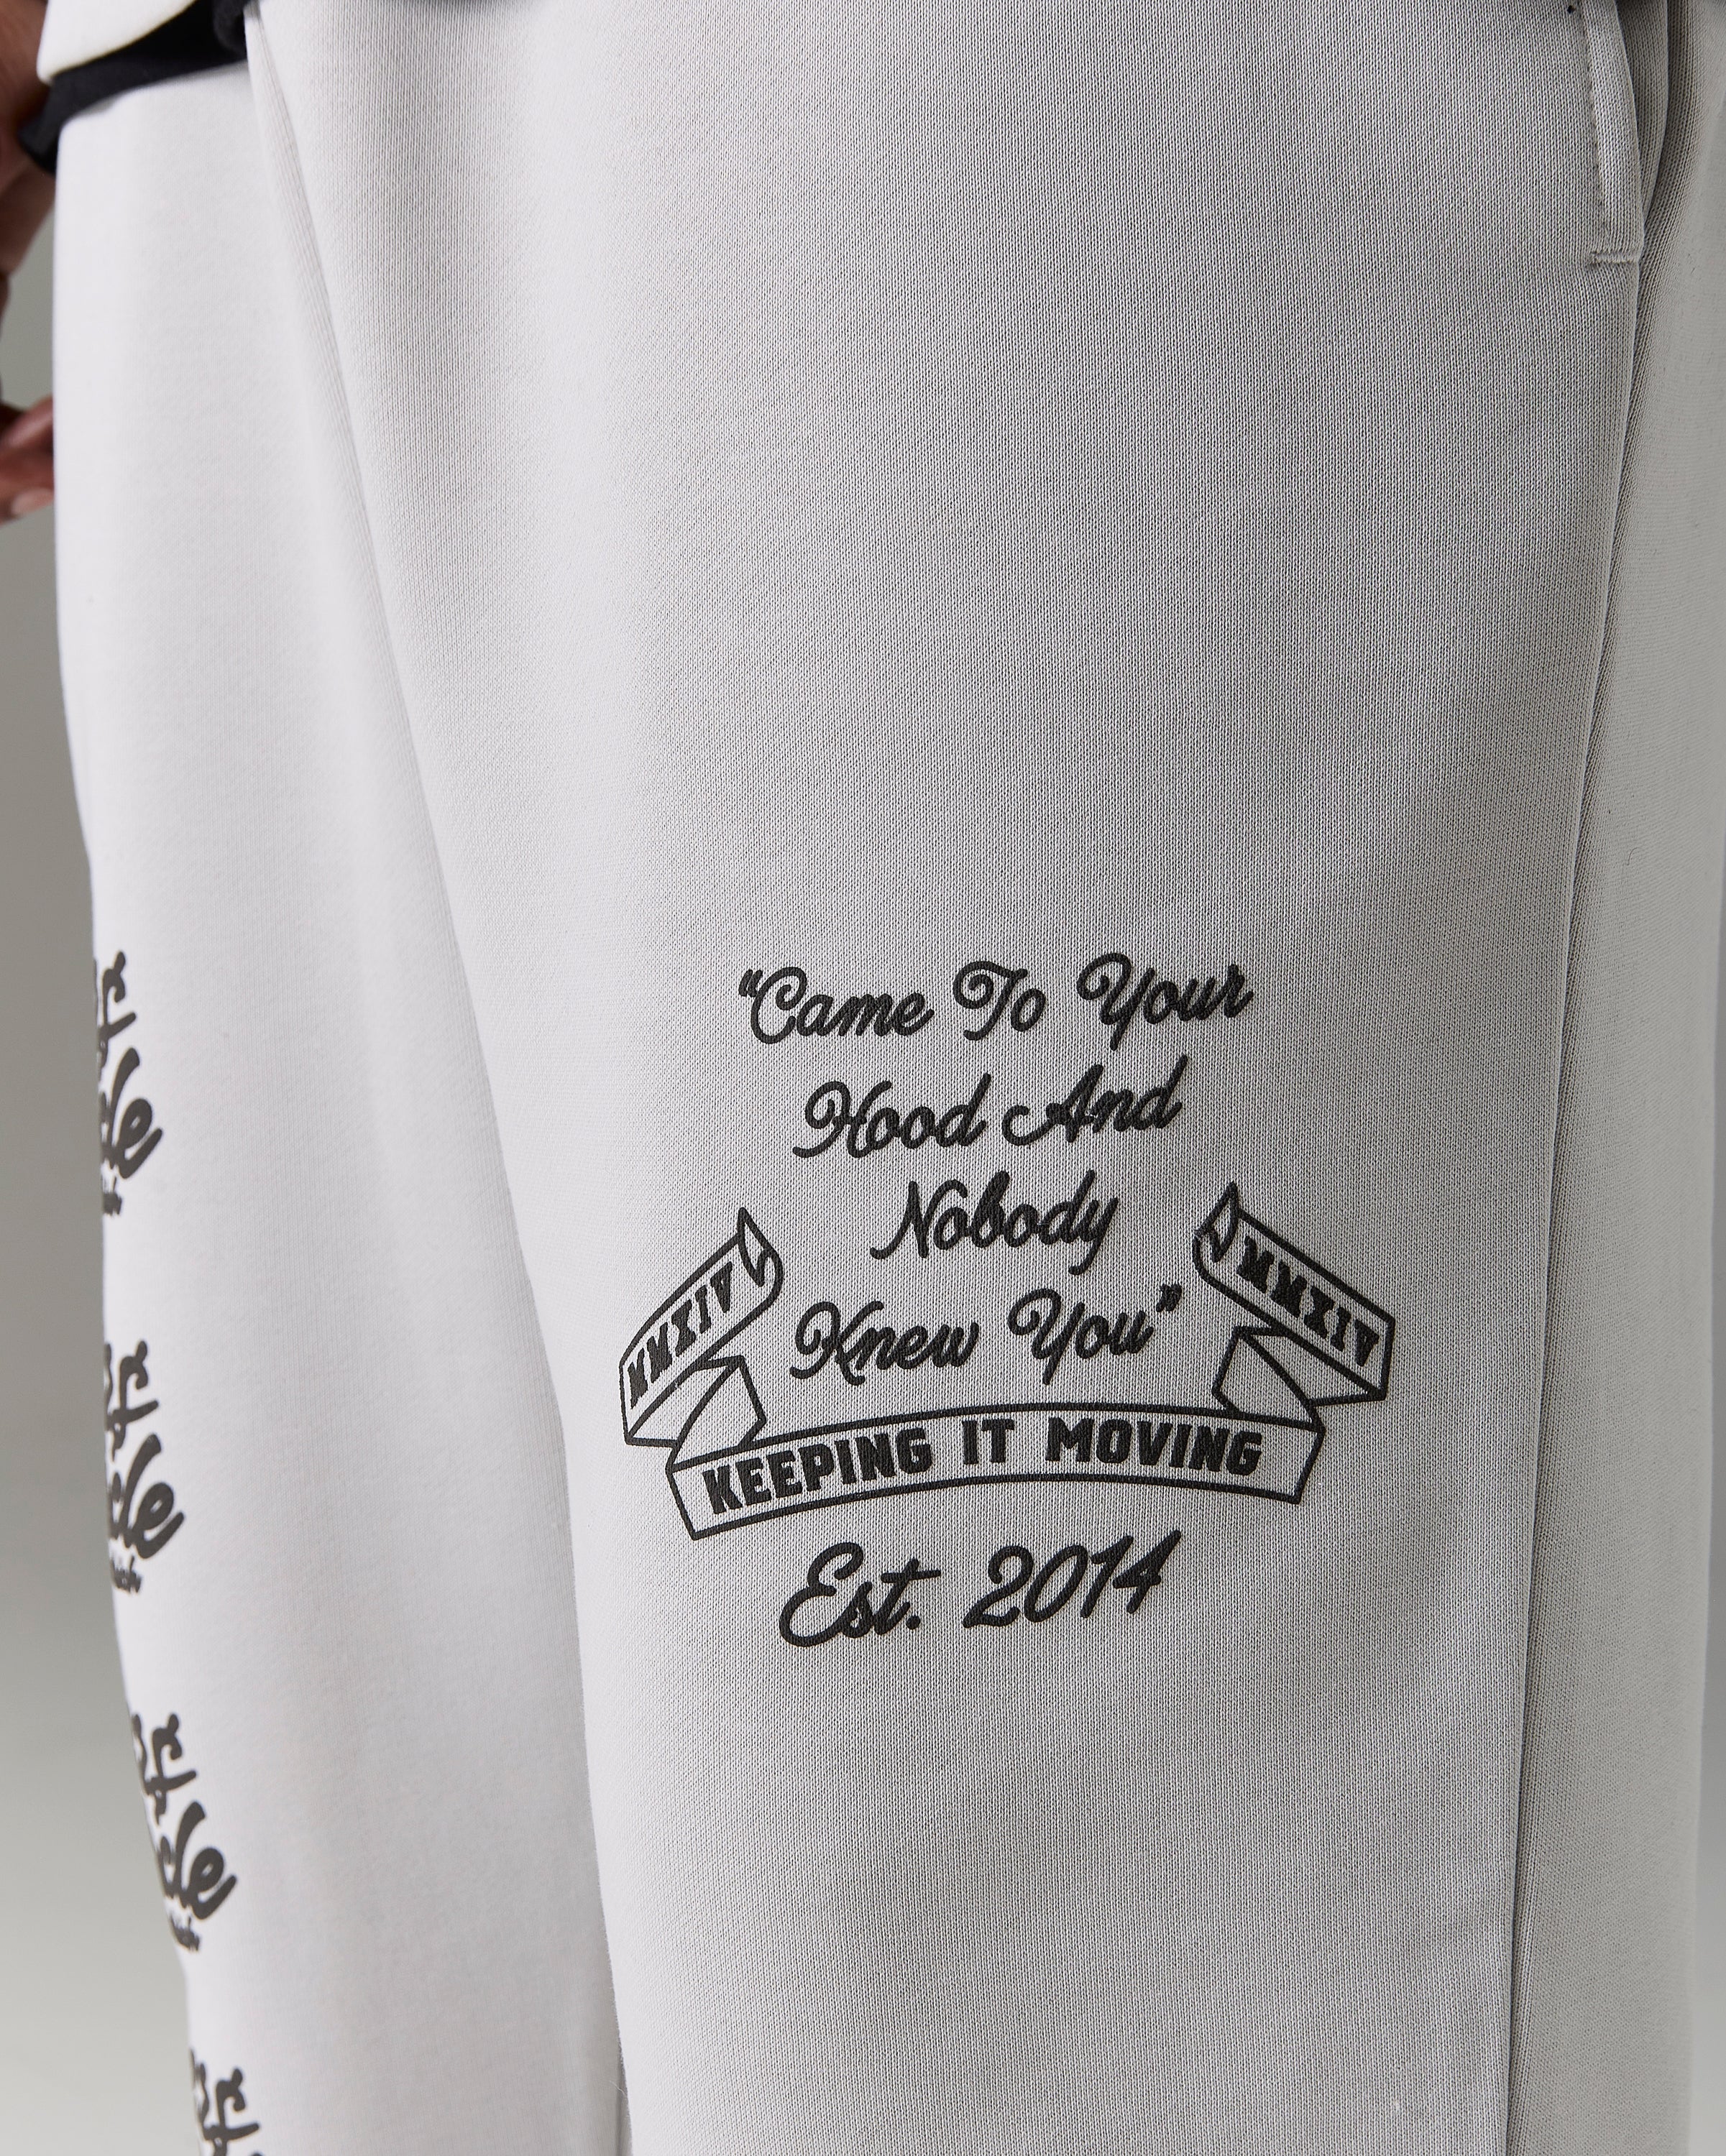 "Came To Your
Hood And
Nobody
Knew You"
MMXIV
MMXIV
KEEPING IT MOVING
Est. 2014